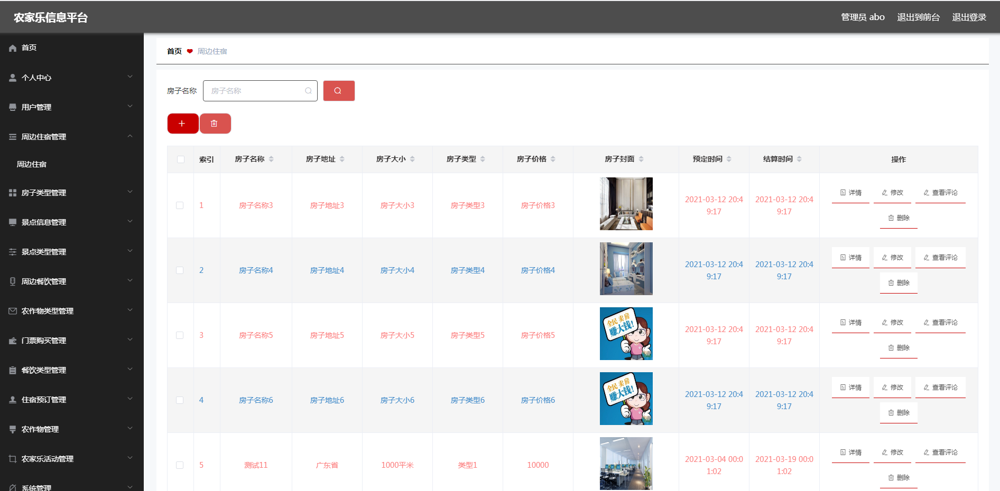 农家乐信息平台
管理员 abo 退出到前台 退出登录
首页
个人中心
用户管理
周边住宿管理
周边住宿
房子类型管理
景点信息管理
景点类型管理
周边餐饮管理
农作物类型管理
门票购买管理
餐饮类型管理
住宿预订管理
农作物管理
农家乐活动管理
系统管理
首页 周边住宿
房子名称 房子名称
索引 房子名称 房子地址 房子大小 房子类型 房子价格 房子封面 预定时间 结算时间 操作
1 房子名称3 房子地址3 房子大小3 房子类型3 房子价格3 2021-03-12 20:4 2021-03-12 20:4 详情 修改 查看评论
9:17 9:17 删除
2 房子名称4 房子地址4 房子大小4 房子类型4 房子价格4 2021-03-12 20:4 2021-03-12 20:4 详情 修改 查看评论
9:17 9:17 删除
3 房子名称5 房子地址5 房子大小5 房子类型5 房子价格5 全民卖房 2021-03-12 20:4 2021-03-12 20:4 详情 修改 查看评论
赚大钱! 9:17 9:17 删除
4 房子名称6 房子地址6 房子大小6 房子类型6 房子价格6 全民卖房 2021-03-12 20:4 2021-03-12 20:4 详情 修改 查看评论
赚大钱! 9:17 9:17 删除
5 测试11 广东省 1000平米 类型1 10000 2021-03-04 00:0 2021-03-19 00:0 详情 修改 查看评论
1:02 1:02 删除